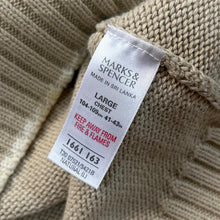 MARKS &
SPENCER
MADE IN SRI LANKA
LARGE
CHEST
104-109cm 41-43in
KEEP AWAY FROM
FIRE & FLAMES
1661 163
NATURAL